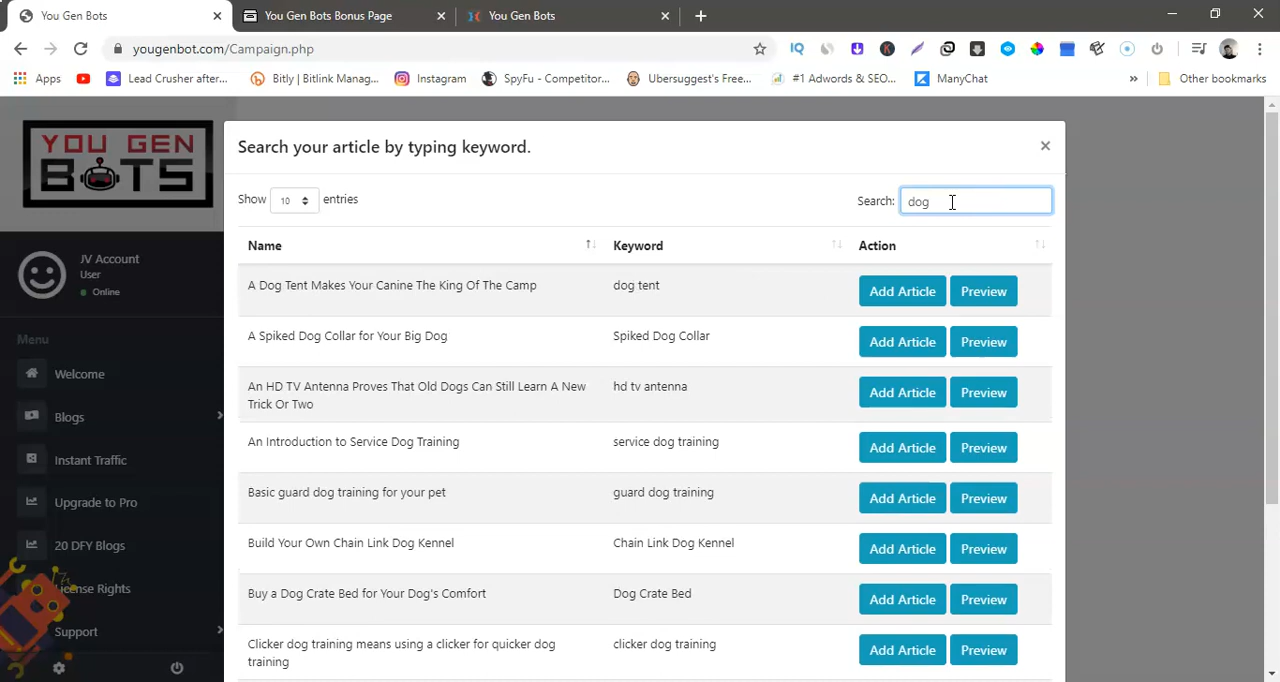 You Gen Bots
You Gen Bots Bonus Page
You Gen Bots
yougenbot.com/Campaign.php
Apps
Lead Crusher after...
Bitly | Bitlink Manag...
Instagram
SpyFu - Competitor...
Ubersuggest's Free...
#1 Adwords & SEO...
ManyChat
»
Other bookmarks
YOU GEN
BOTS
JV Account
User
Online
Menu
Welcome
Blogs
Instant Traffic
Upgrade to Pro
20 DFY Blogs
License Rights
Support
Search your article by typing keyword.
×
Show 10 entries
Search: dog
Name Keyword Action
A Dog Tent Makes Your Canine The King Of The Camp dog tent Add Article Preview
A Spiked Dog Collar for Your Big Dog Spiked Dog Collar Add Article Preview
An HD TV Antenna Proves That Old Dogs Can Still Learn A New hd tv antenna Add Article Preview
Trick Or Two
An Introduction to Service Dog Training service dog training Add Article Preview
Basic guard dog training for your pet guard dog training Add Article Preview
Build Your Own Chain Link Dog Kennel Chain Link Dog Kennel Add Article Preview
Buy a Dog Crate Bed for Your Dog's Comfort Dog Crate Bed Add Article Preview
Clicker dog training means using a clicker for quicker dog clicker dog training Add Article Preview
training